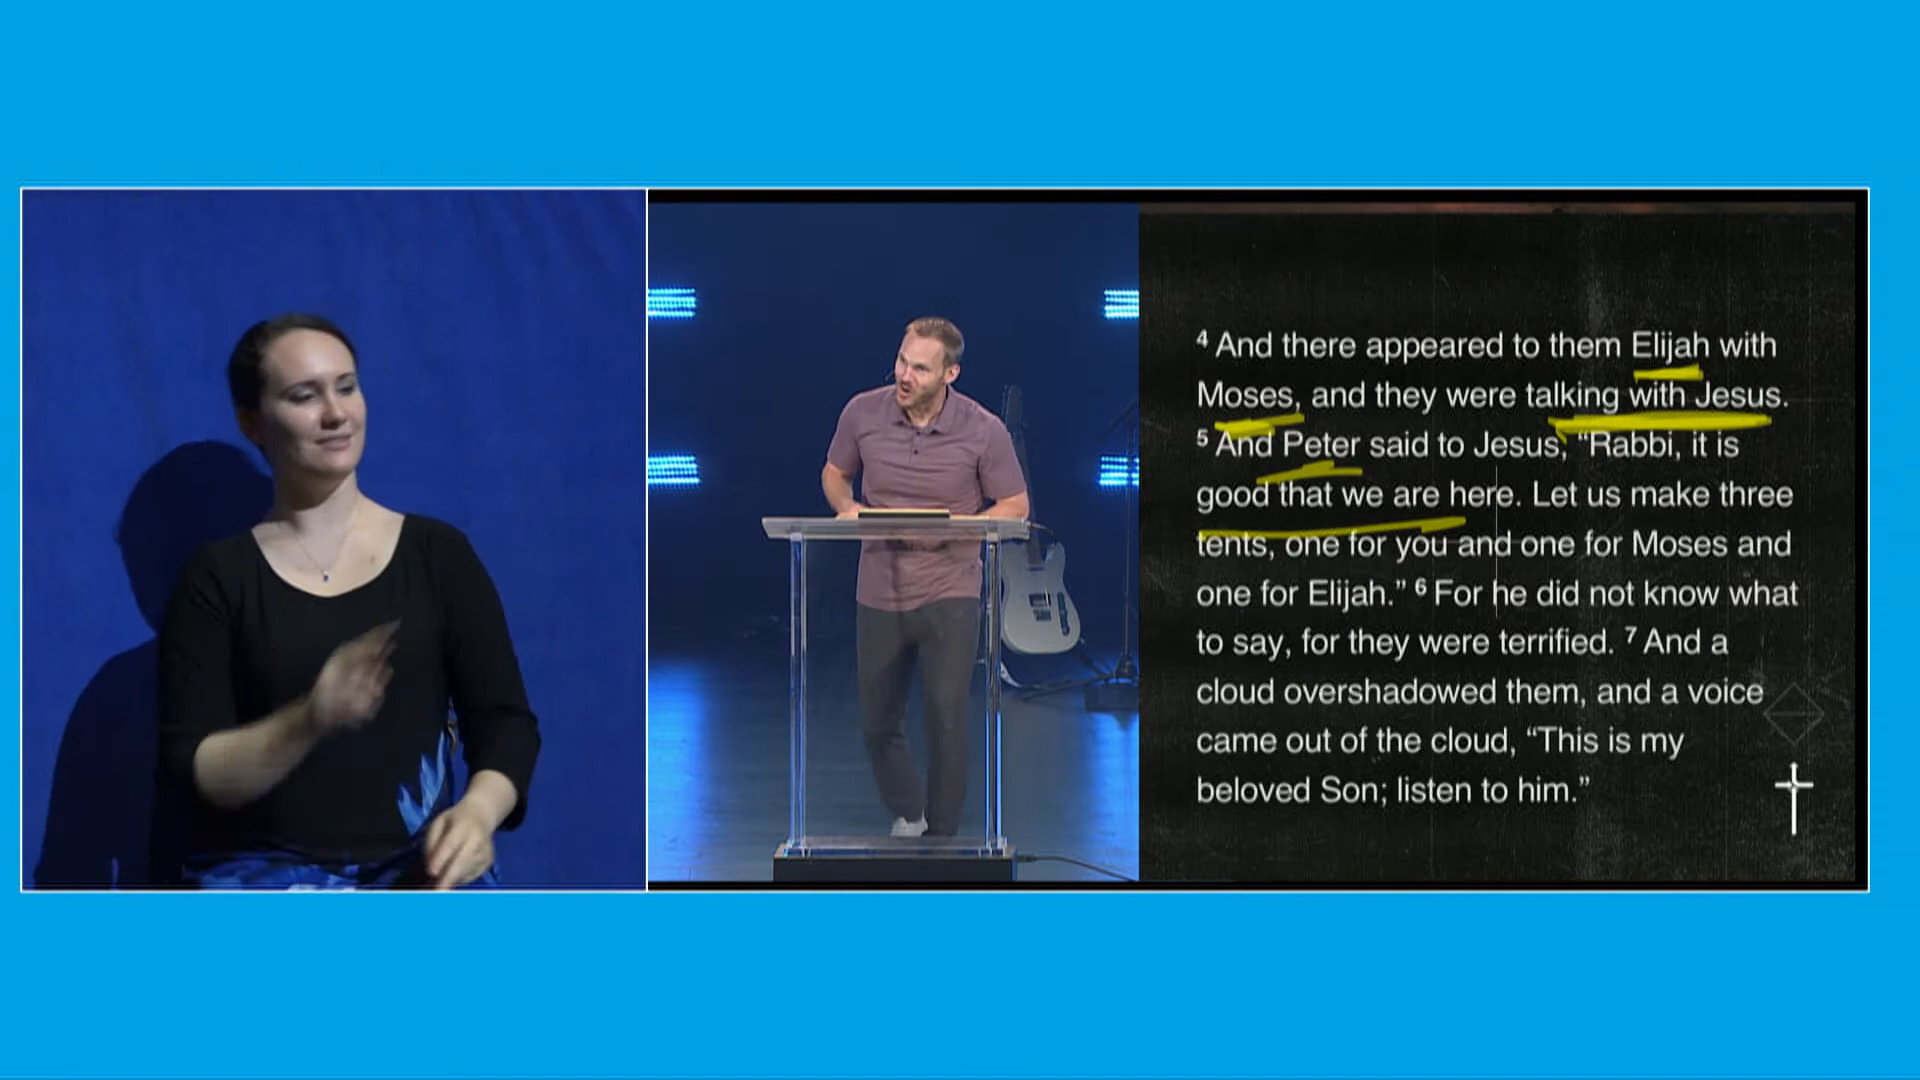 ⁴ And there appeared to them Elijah with
Moses, and they were talking with Jesus.
⁵ And Peter said to Jesus, “Rabbi, it is
good that we are here. Let us make three
tents, one for you and one for Moses and
one for Elijah.” ⁶ For he did not know what
to say, for they were terrified. ⁷ And a
cloud overshadowed them, and a voice
came out of the cloud, “This is my
beloved Son; listen to him.”